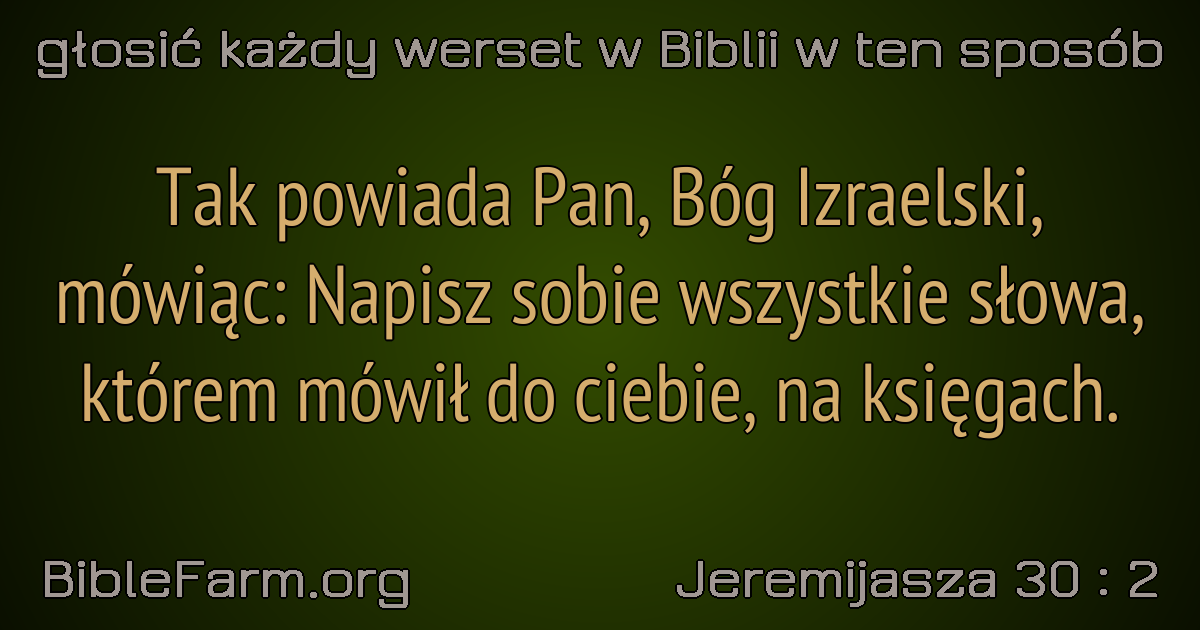 głosić każdy werset w Biblii w ten sposób
Tak powiada Pan, Bóg Izraelski,
mówiąc: Napisz sobie wszystkie słowa,
którem mówił do ciebie, na księgach.
BibleFarm.org
Jeremijasza 30 : 2